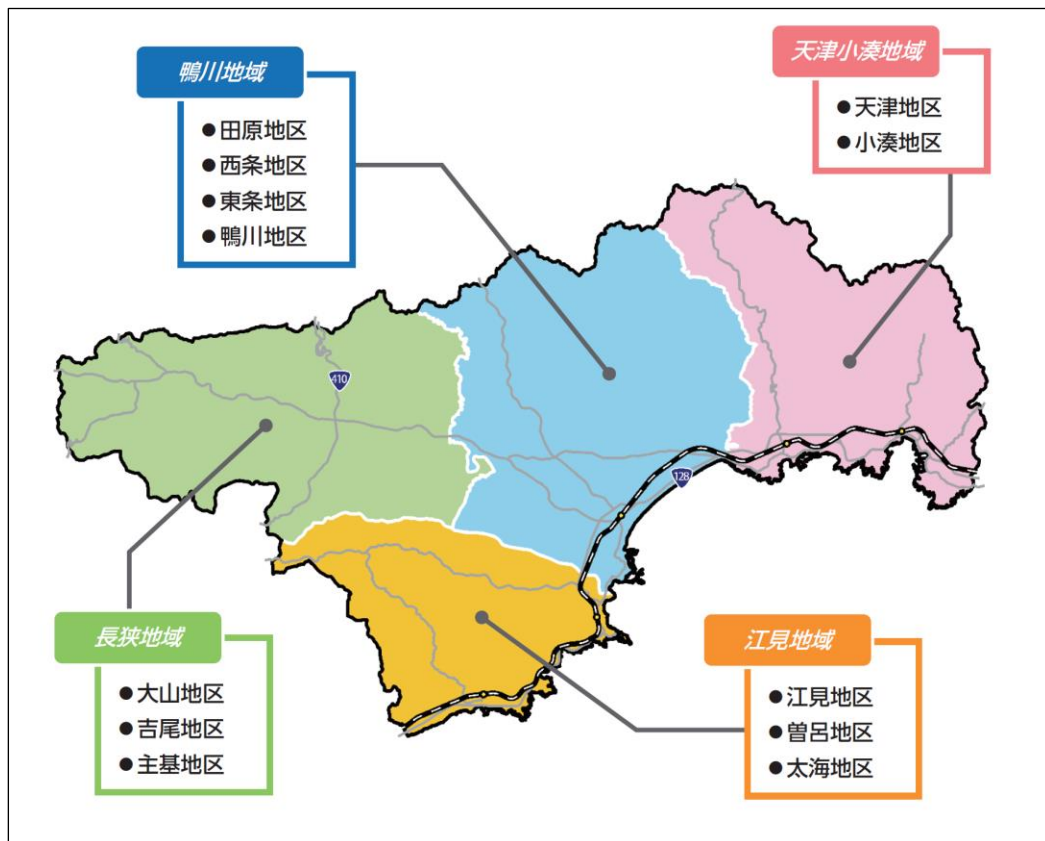 鴨川地域
●田原地区
●西条地区
●東条地区
●鴨川地区
天津小湊地域
●天津地区
●小湊地区
410
128
長狭地域
●大山地区
●吉尾地区
●主基地区
江見地域
●江見地区
●曽呂地区
●太海地区